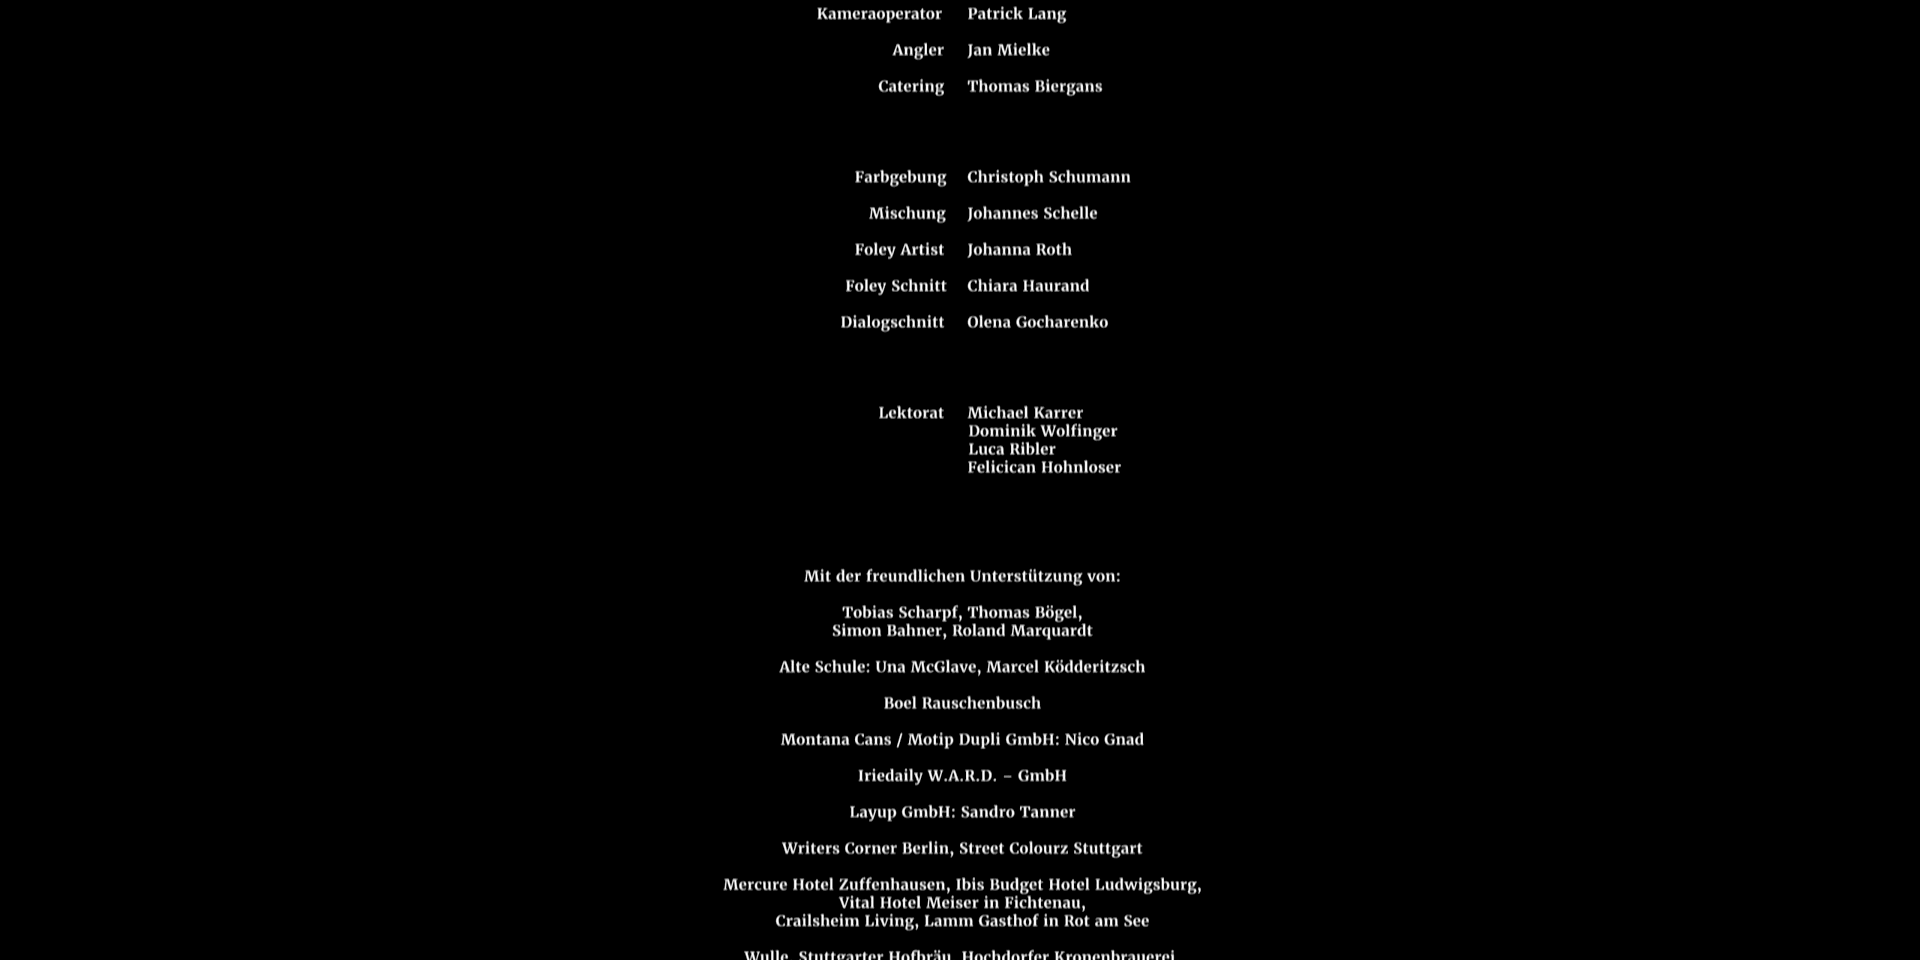 Kameraoperator Patrick Lang
Angler Jan Mielke
Catering Thomas Biergans
Farbgebung Christoph Schumann
Mischung Johannes Schelle
Foley Artist Johanna Roth
Foley Schnitt Chiara Haurand
Dialogschnitt Olena Gocharenko
Lektorat Michael Karrer
Dominik Wolfinger
Luca Ribler
Felicican Hohnloser
Mit der freundlichen Unterstützung von:
Tobias Scharpf, Thomas Bögel,
Simon Bahner, Roland Marquardt
Alte Schule: Una McGlave, Marcel Ködderitzsch
Boel Rauschenbusch
Montana Cans / Motip Dupli GmbH: Nico Gnad
Iriedaily W.A.R.D. – GmbH
Layup GmbH: Sandro Tanner
Writers Corner Berlin, Street Colourz Stuttgart
Mercure Hotel Zuffenhausen, Ibis Budget Hotel Ludwigsburg,
Vital Hotel Meiser in Fichtenau,
Crailsheim Living, Lamm Gasthof in Rot am See
Wulle, Stuttgarter Hofbräu, Hochdorfer Kronenbrauerei